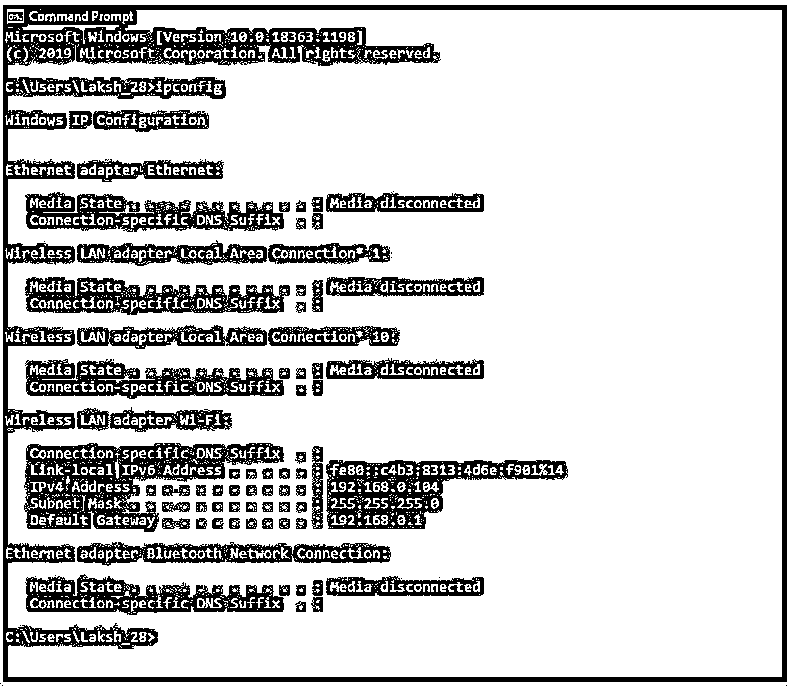 Command Prompt
Microsoft Windows [Version 10.0.18363.1198]
(c) 2019 Microsoft Corporation. All rights reserved.
C:\Users\Laksh_28>ipconfig
Windows IP Configuration
Ethernet adapter Ethernet:
Media State . . . . . . . . . . . : Media disconnected
Connection-specific DNS Suffix . :
Wireless LAN adapter Local Area Connection* 1:
Media State . . . . . . . . . . . : Media disconnected
Connection-specific DNS Suffix . :
Wireless LAN adapter Local Area Connection* 10:
Media State . . . . . . . . . . . : Media disconnected
Connection-specific DNS Suffix . :
Wireless LAN adapter Wi-Fi:
Connection-specific DNS Suffix . :
Link-local IPv6 Address . . . . . : fe80::c4b3:8313:4d6e:f901%14
IPv4 Address. . . . . . . . . . . : 192.168.0.104
Subnet Mask . . . . . . . . . . . : 255.255.255.0
Default Gateway . . . . . . . . . : 192.168.0.1
Ethernet adapter Bluetooth Network Connection:
Media State . . . . . . . . . . . : Media disconnected
Connection-specific DNS Suffix . :
C:\Users\Laksh_28>